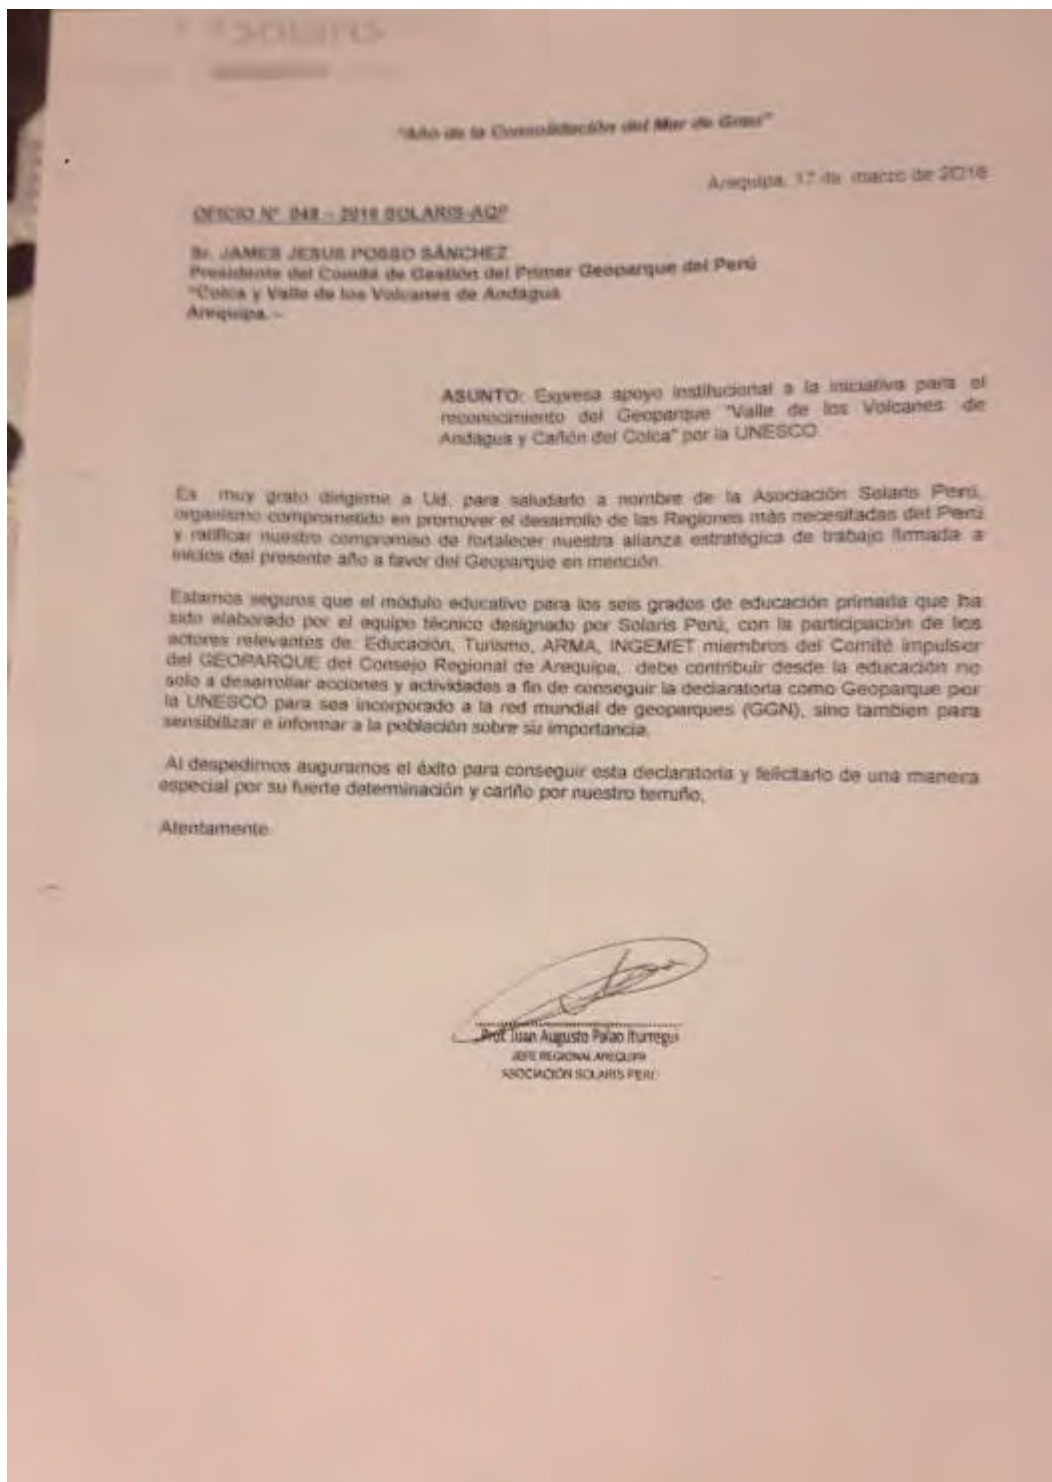 Solaris
"Año de la Consolidación del Mar de Grau"
Arequipa, 17 de marzo de 2016
OFICIO N° 048 – 2016 SOLARIS-AQP
Sr. JAMES JESUS POSSO SÁNCHEZ
Presidente del Comité de Gestión del Primer Geoparque del Perú
"Colca y Valle de los Volcanes de Andagua
Arequipa. –
ASUNTO: Expresa apoyo institucional a la iniciativa para el
reconocimiento del Geoparque "Valle de los Volcanes de
Andagua y Cañón del Colca" por la UNESCO
Es muy grato dirigirme a Ud. para saludarlo a nombre de la Asociación Solaris Perú,
organismo comprometido en promover el desarrollo de las Regiones más necesitadas del Perú
y ratificar nuestro compromiso de fortalecer nuestra alianza estratégica de trabajo firmada a
inicios del presente año a favor del Geoparque en mención.
Estamos seguros que el módulo educativo para los seis grados de educación primaria que ha
sido elaborado por el equipo técnico designado por Solaris Perú, con la participación de los
actores relevantes de: Educación, Turismo, ARMA, INGEMET miembros del Comité impulsor
del GEOPARQUE del Consejo Regional de Arequipa, debe contribuir desde la educación no
solo a desarrollar acciones y actividades a fin de conseguir la declaratoria como Geoparque por
la UNESCO para sea incorporado a la red mundial de geoparques (GGN), sino tambien para
sensibilizar e informar a la población sobre su importancia.
Al despedirnos auguramos el éxito para conseguir esta declaratoria y felicitarlo de una manera
especial por su fuerte determinación y cariño por nuestro terruño,
Atentamente
Prof. Juan Augusto Palao Iturregui
JEFE REGIONAL AREQUIPA
ASOCIACIÓN SOLARIS PERÚ